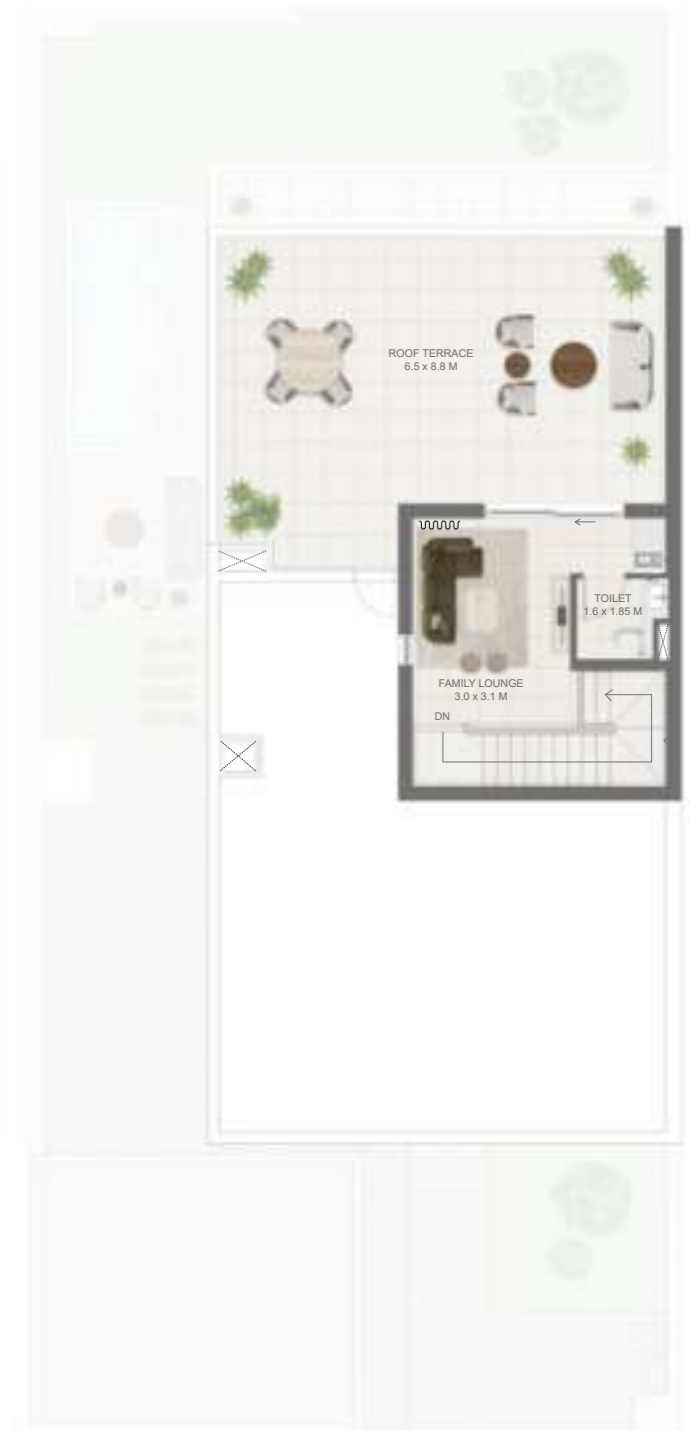 ROOF TERRACE
6.5 x 8.8 M
TOILET
1.6 x 1.85 M
FAMILY LOUNGE
3.0 x 3.1 M
DN